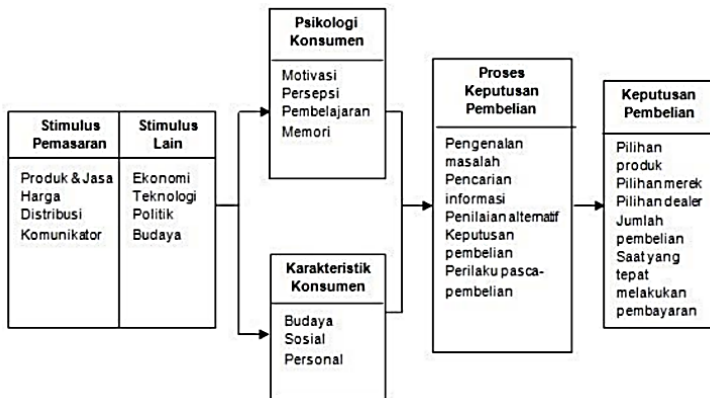 Stimulus
Pemasaran
Produk & Jasa
Harga
Distribusi
Komunikator
Stimulus
Lain
Ekonomi
Teknologi
Politik
Budaya
Psikologi
Konsumen
Motivasi
Persepsi
Pembelajaran
Memori
Karakteristik
Konsumen
Budaya
Sosial
Personal
Proses
Keputusan
Pembelian
Pengenalan
masalah
Pencarian
informasi
Penilaian alternatif
Keputusan
pembelian
Perilaku pasca-
pembelian
Keputusan
Pembelian
Pilihan
produk
Pilihan merek
Pilihan dealer
Jumlah
pembelian
Saat yang
tepat
melakukan
pembayaran